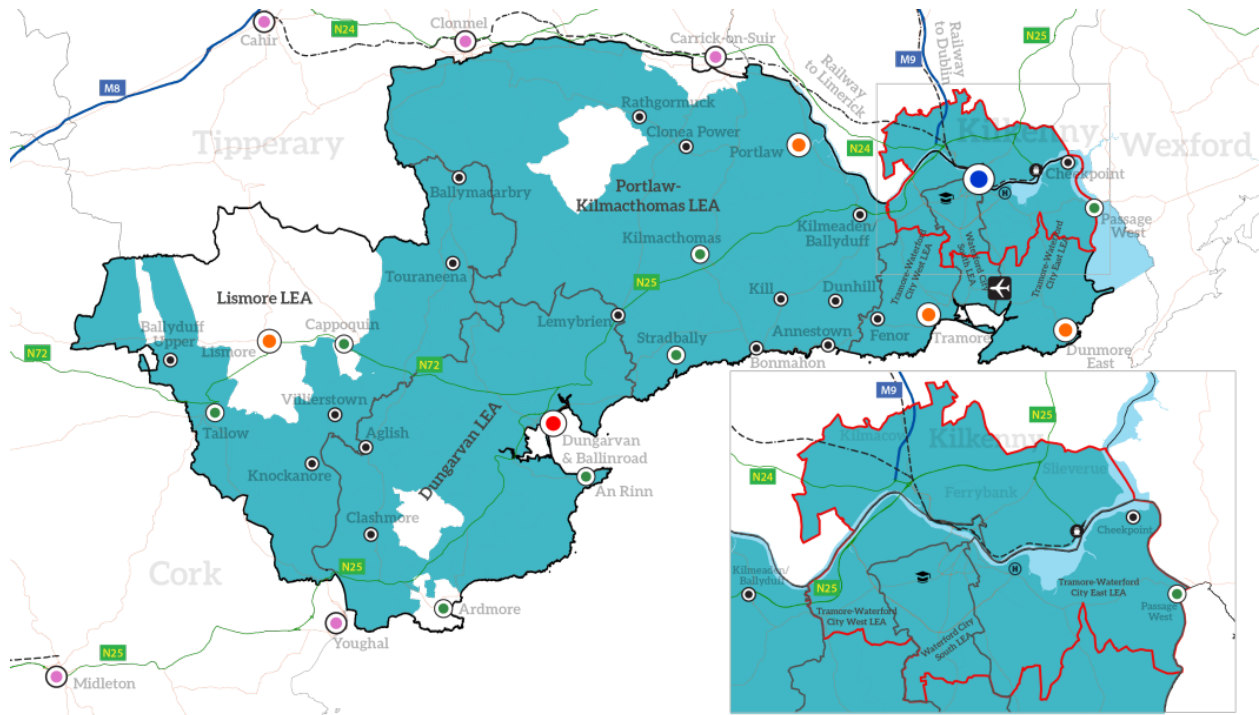 Cahir
N24
Clonmel
Carrick-on-Suir
M9
Railway
to Dublin
N25
M8
Railway
to Limerick
Tipperary
Rathgormuck
Clonea Power
Portlaw
N24
Kilkenny
Wexford
Cheekpoint
Ballymacarbry
Portlaw-
Kilmacthomas LEA
Passage
West
Kilmeaden/
Ballyduff
Kilmacthomas
Touraneena
N25
Tramore-Waterford
City West LEA
Waterford City
South LEA
Tramore-Waterford
City East LEA
Lismore LEA
Kill
Dunhill
Ballyduff
Upper
Cappoquin
Lemybrien
Annestown
Fenor
Tramore
Lismore
Stradbally
Bonmahon
Dunmore
East
N72
N72
Villierstown
Tallow
Aglish
Dungarvan LEA
Dungarvan
& Ballinroad
Knockanore
An Rinn
Clashmore
Cork
N25
Ardmore
Youghal
N25
Midleton
M9
N25
Kilmacow
Kilkenny
Slieverue
N24
Ferrybank
Cheekpoint
H
H
Kilmeaden/
Ballyduff
N25
Tramore-Waterford
City West LEA
Waterford City
South LEA
Tramore-Waterford
City East LEA
Passage
West